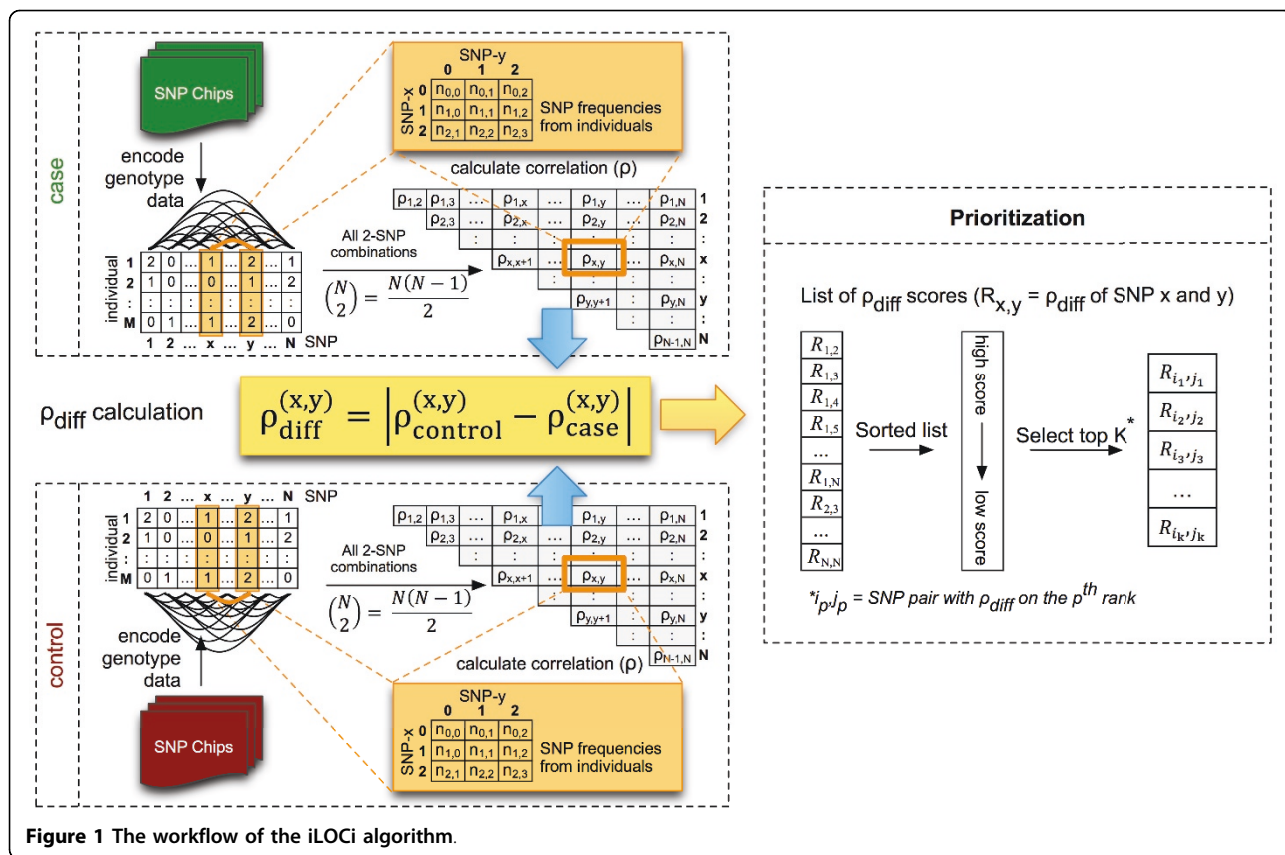 case
SNP Chips
encode
genotype
data
SNP-y
0 1 2
SNP-x
0 n0,0 n0,1 n0,2
1 n1,0 n1,1 n1,2
2 n2,1 n2,2 n2,3
SNP frequencies
from individuals
calculate correlation (ρ)
individual
1 2 0 ... 1 ... 2 ... 1
2 1 0 ... 0 ... 1 ... 2
: : : : : : : :
M 0 1 ... 1 ... 2 ... 0
1 2 ... x ... y ... N SNP
All 2-SNP
combinations
(N 2) = N(N − 1) / 2
ρ1,2 ρ1,3 ... ρ1,x ... ρ1,y ... ρ1,N 1
ρ2,3 ... ρ2,x ... ρ2,y ... ρ2,N 2
: : : : : : :
ρx,x+1 ... ρx,y ... ρx,N x
: : : : :
ρy,y+1 ... ρy,N y
: : :
ρN-1,N N
ρdiff calculation
ρdiff(x,y) = |ρcontrol(x,y) − ρcase(x,y)|
control
1 2 ... x ... y ... N SNP
individual
1 2 0 ... 1 ... 2 ... 1
2 1 0 ... 0 ... 1 ... 2
: : : : : : : :
M 0 1 ... 1 ... 2 ... 0
encode
genotype
data
SNP Chips
All 2-SNP
combinations
(N 2) = N(N − 1) / 2
ρ1,2 ρ1,3 ... ρ1,x ... ρ1,y ... ρ1,N 1
ρ2,3 ... ρ2,x ... ρ2,y ... ρ2,N 2
: : : : : : :
ρx,x+1 ... ρx,y ... ρx,N x
: : : : :
ρy,y+1 ... ρy,N y
: : :
ρN-1,N N
calculate correlation (ρ)
SNP-y
0 1 2
SNP-x
0 n0,0 n0,1 n0,2
1 n1,0 n1,1 n1,2
2 n2,1 n2,2 n2,3
SNP frequencies
from individuals
Prioritization
List of ρdiff scores (Rx,y = ρdiff of SNP x and y)
R1,2
R1,3
R1,4
R1,5
...
R1,N
R2,3
...
RN,N
Sorted list
high score
low score
Select top K*
Ri1,j1
Ri2,j2
Ri3,j3
...
Rik,jk
*ip,jp = SNP pair with ρdiff on the pth rank
Figure 1 The workflow of the iLOCi algorithm.